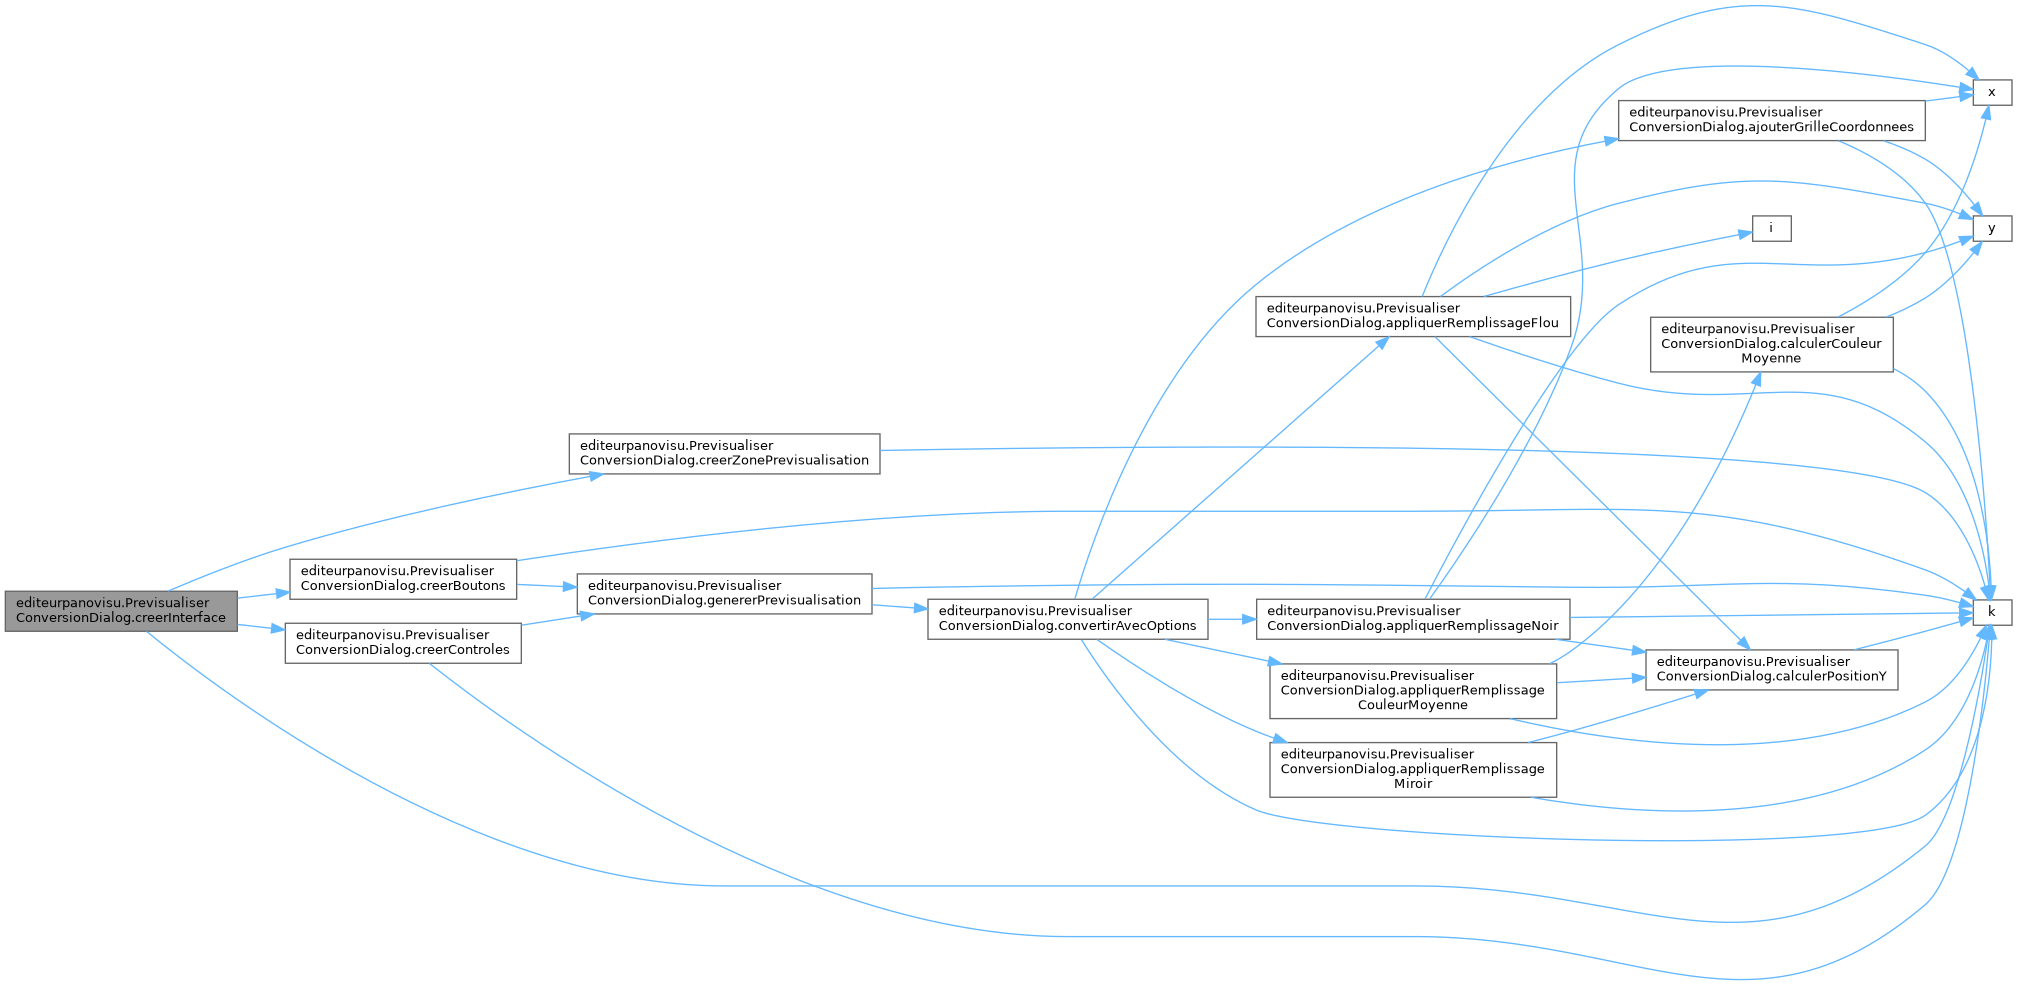 editeurpanovisu.Previsualiser
ConversionDialog.creerInterface
editeurpanovisu.Previsualiser
ConversionDialog.creerZonePrevisualisation
editeurpanovisu.Previsualiser
ConversionDialog.creerBoutons
editeurpanovisu.Previsualiser
ConversionDialog.creerControles
editeurpanovisu.Previsualiser
ConversionDialog.genererPrevisualisation
editeurpanovisu.Previsualiser
ConversionDialog.convertirAvecOptions
editeurpanovisu.Previsualiser
ConversionDialog.appliquerRemplissageFlou
editeurpanovisu.Previsualiser
ConversionDialog.appliquerRemplissageNoir
editeurpanovisu.Previsualiser
ConversionDialog.appliquerRemplissage
CouleurMoyenne
editeurpanovisu.Previsualiser
ConversionDialog.appliquerRemplissage
Miroir
editeurpanovisu.Previsualiser
ConversionDialog.ajouterGrilleCoordonnees
i
editeurpanovisu.Previsualiser
ConversionDialog.calculerCouleur
Moyenne
editeurpanovisu.Previsualiser
ConversionDialog.calculerPositionY
x
y
k